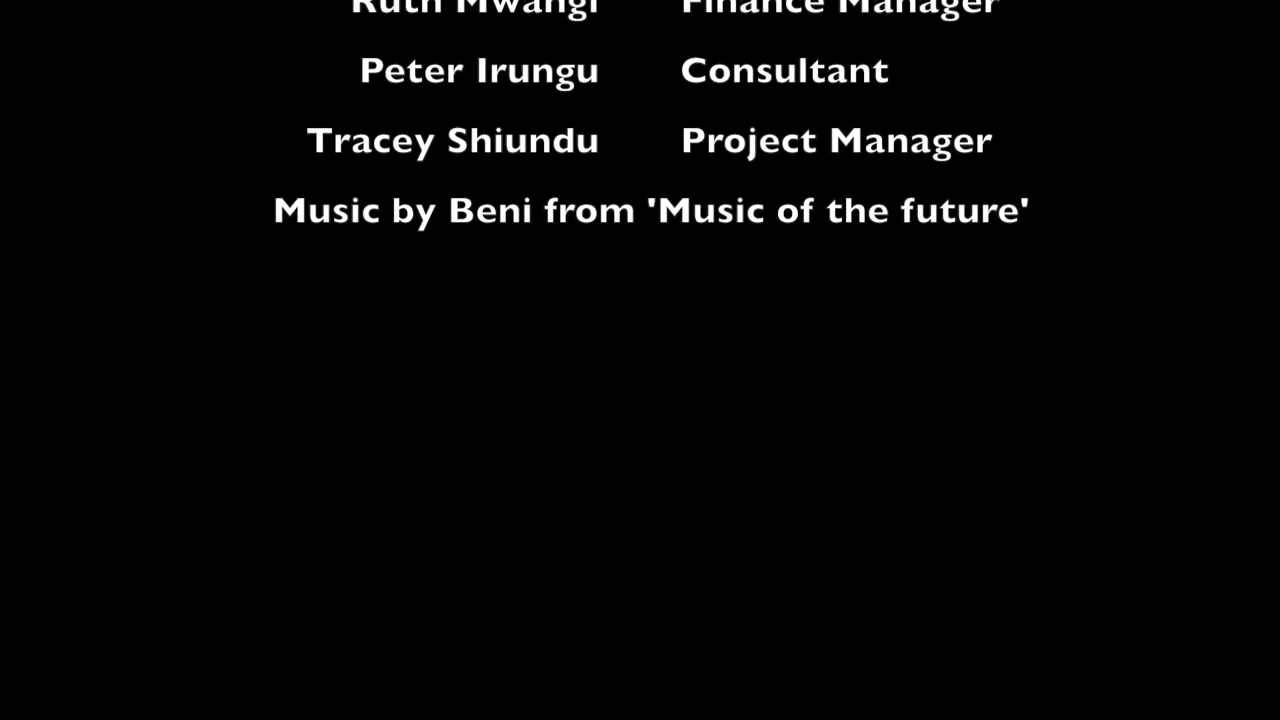 Ruth Mwangi Finance Manager
Peter Irungu Consultant
Tracey Shiundu Project Manager
Music by Beni from 'Music of the future'